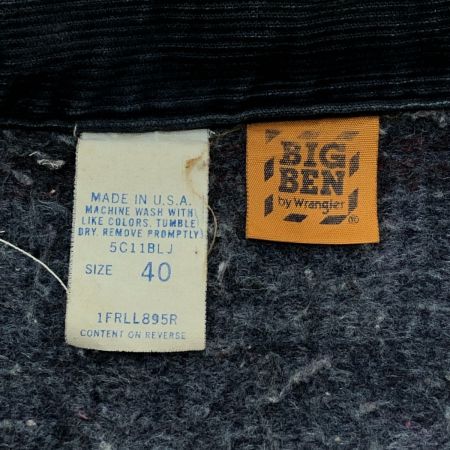 MADE IN U.S.A.
MACHINE WASH WITH
LIKE COLORS. TUMBLE
DRY. REMOVE PROMPTLY
5C11BLJ
SIZE 40
1FRLL895R
CONTENT ON REVERSE
BIG
BEN
by Wrangler
®